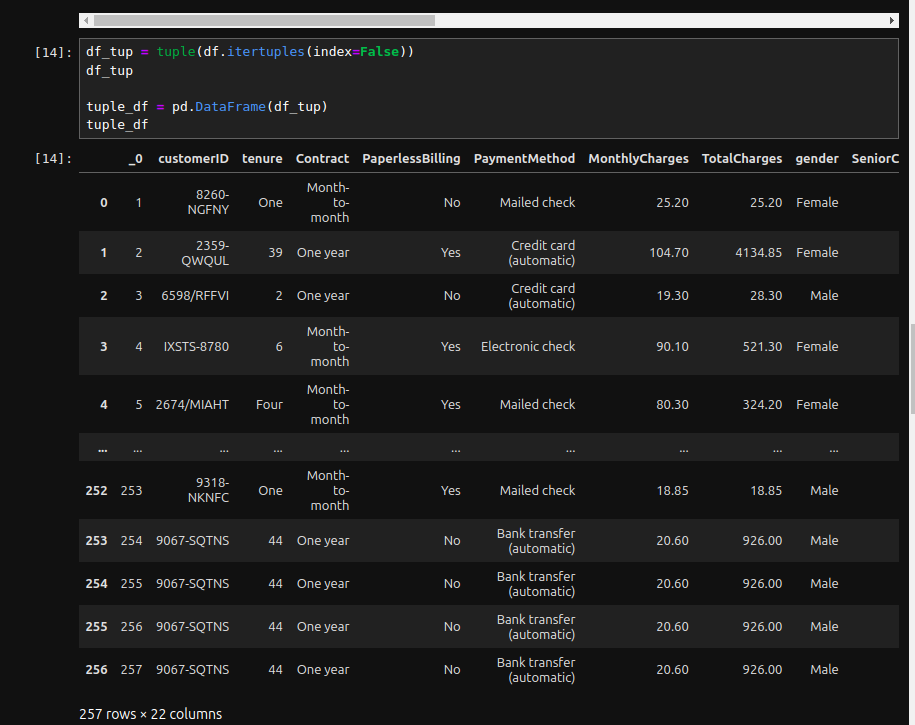 [14]: df_tup = tuple(df.itertuples(index=False))
df_tup
tuple_df = pd.DataFrame(df_tup)
tuple_df
[14]: _0 customerID tenure Contract PaperlessBilling PaymentMethod MonthlyCharges TotalCharges gender SeniorC
0 1 8260-NGFNY One Month-to-month No Mailed check 25.20 25.20 Female
1 2 2359-QWQUL 39 One year Yes Credit card (automatic) 104.70 4134.85 Female
2 3 6598/RFFVI 2 One year No Credit card (automatic) 19.30 28.30 Male
3 4 IXSTS-8780 6 Month-to-month Yes Electronic check 90.10 521.30 Female
4 5 2674/MIAHT Four Month-to-month Yes Mailed check 80.30 324.20 Female
... ... ... ... ... ... ... ... ... ...
252 253 9318-NKNFC One Month-to-month Yes Mailed check 18.85 18.85 Male
253 254 9067-SQTNS 44 One year No Bank transfer (automatic) 20.60 926.00 Male
254 255 9067-SQTNS 44 One year No Bank transfer (automatic) 20.60 926.00 Male
255 256 9067-SQTNS 44 One year No Bank transfer (automatic) 20.60 926.00 Male
256 257 9067-SQTNS 44 One year No Bank transfer (automatic) 20.60 926.00 Male
257 rows × 22 columns